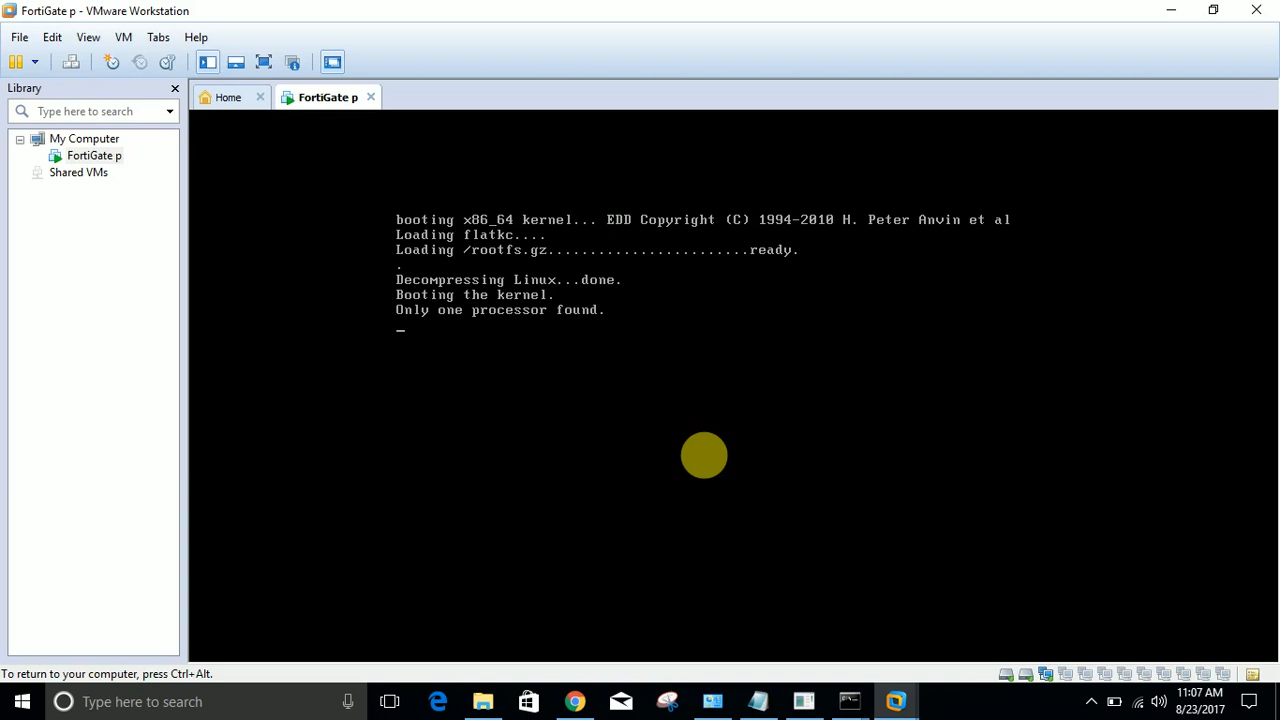 FortiGate p - VMware Workstation
File Edit View VM Tabs Help
Library
Type here to search
My Computer
FortiGate p
Shared VMs
Home
FortiGate p
booting x86_64 kernel... EDD Copyright (C) 1994-2010 H. Peter Anvin et al
Loading flatkc....
Loading /rootfs.gz........................ready.
.
Decompressing Linux...done.
Booting the kernel.
Only one processor found.
_
To return to your computer, press Ctrl+Alt.
Type here to search
11:07 AM
8/23/2017